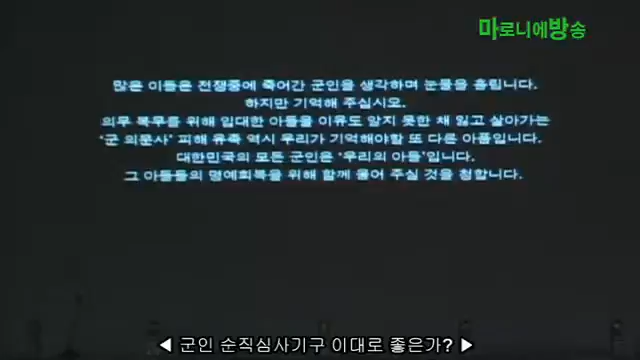 마로니에방송
많은 이들은 전쟁중에 죽어간 군인을 생각하며 눈물을 흘립니다.
하지만 기억해 주십시오.
의무 복무를 위해 입대한 아들을 이유도 알지 못한 채 잃고 살아가는
'군 의문사' 피해 유족 역시 우리가 기억해야할 또 다른 아픔입니다.
대한민국의 모든 군인은 '우리의 아들'입니다.
그 아들들의 명예회복을 위해 함께 울어 주실 것을 청합니다.
◀ 군인 순직심사기구 이대로 좋은가? ▶